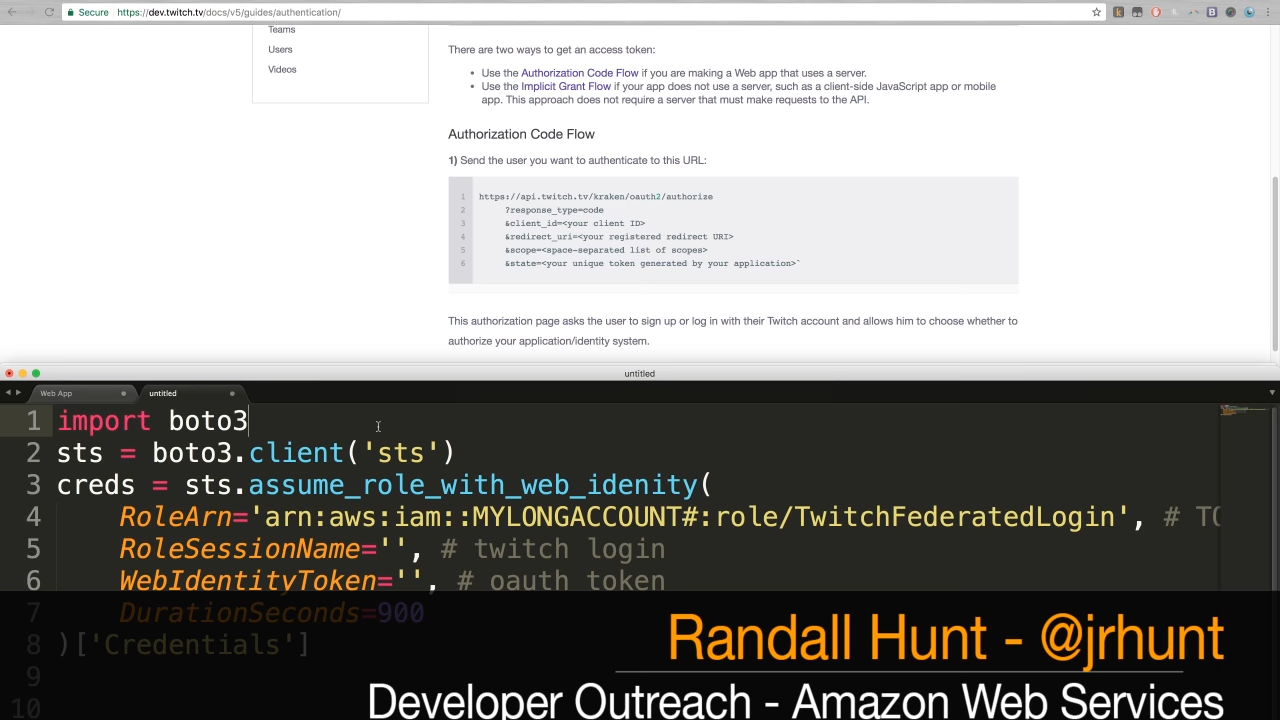 Secure https://dev.twitch.tv/docs/v5/guides/authentication/
Teams
Users
Videos
There are two ways to get an access token:
• Use the Authorization Code Flow if you are making a Web app that uses a server.
• Use the Implicit Grant Flow if your app does not use a server, such as a client-side JavaScript app or mobile
app. This approach does not require a server that must make requests to the API.
Authorization Code Flow
1) Send the user you want to authenticate to this URL:
1 https://api.twitch.tv/kraken/oauth2/authorize
2 ?response_type=code
3 &client_id=<your client ID>
4 &redirect_uri=<your registered redirect URI>
5 &scope=<space-separated list of scopes>
6 &state=<your unique token generated by your application>`
This authorization page asks the user to sign up or log in with their Twitch account and allows him to choose whether to
authorize your application/identity system.
untitled
Web App
untitled
1 import boto3
2 sts = boto3.client('sts')
3 creds = sts.assume_role_with_web_idenity(
4 RoleArn='arn:aws:iam::MYLONGACCOUNT#:role/TwitchFederatedLogin', # TO
5 RoleSessionName='', # twitch login
6 WebIdentityToken='', # oauth token
7 DurationSeconds=900
8 )['Credentials']
9
10
Randall Hunt - @jrhunt
Developer Outreach - Amazon Web Services